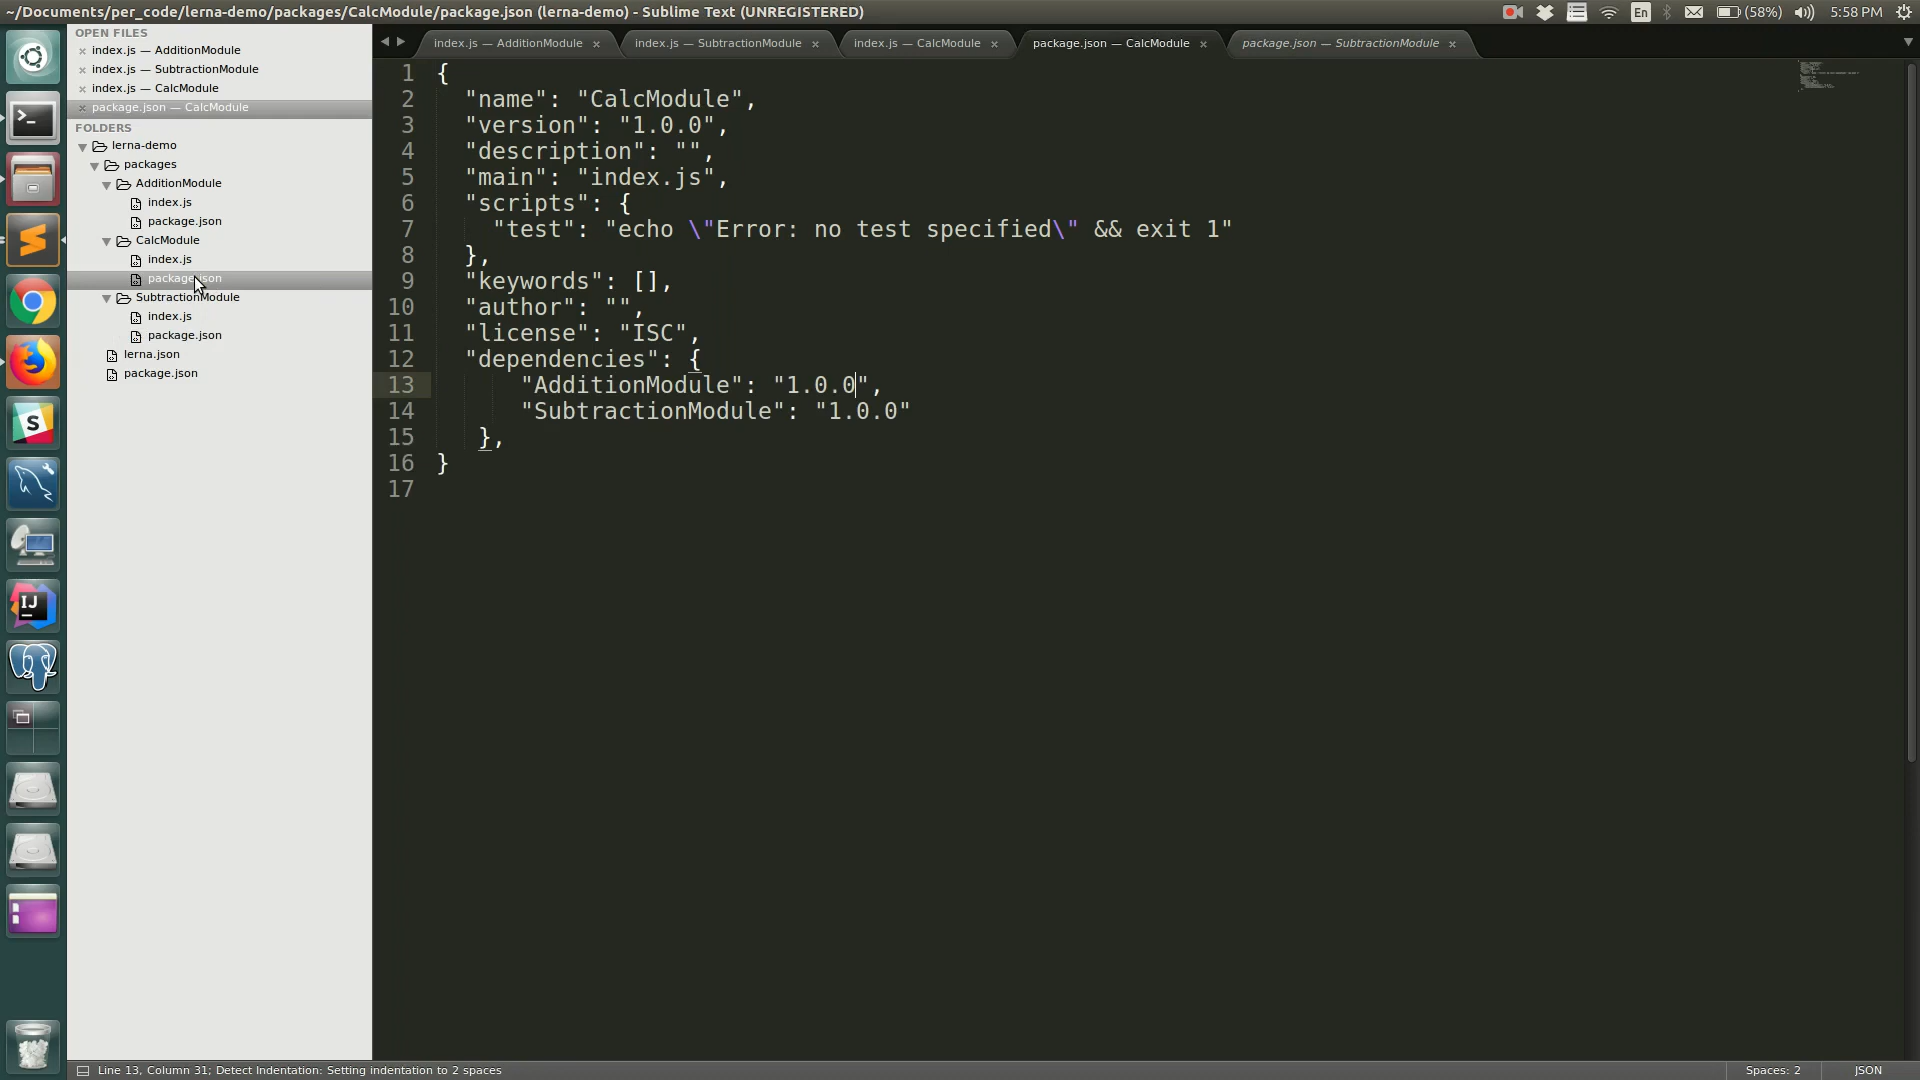 ~/Documents/per_code/lerna-demo/packages/CalcModule/package.json (lerna-demo) - Sublime Text (UNREGISTERED)
En
(58%)
5:58 PM
OPEN FILES
index.js — AdditionModule
index.js — SubtractionModule
index.js — CalcModule
package.json — CalcModule
FOLDERS
lerna-demo
packages
AdditionModule
index.js
package.json
CalcModule
index.js
package.json
SubtractionModule
index.js
package.json
lerna.json
package.json
index.js — AdditionModule
index.js — SubtractionModule
index.js — CalcModule
package.json — CalcModule
package.json — SubtractionModule
1 {
2 "name": "CalcModule",
3 "version": "1.0.0",
4 "description": "",
5 "main": "index.js",
6 "scripts": {
7 "test": "echo \"Error: no test specified\" && exit 1"
8 },
9 "keywords": [],
10 "author": "",
11 "license": "ISC",
12 "dependencies": {
13 "AdditionModule": "1.0.0",
14 "SubtractionModule": "1.0.0"
15 },
16 }
17
S
IJ
Line 13, Column 31; Detect Indentation: Setting indentation to 2 spaces
Spaces: 2
JSON